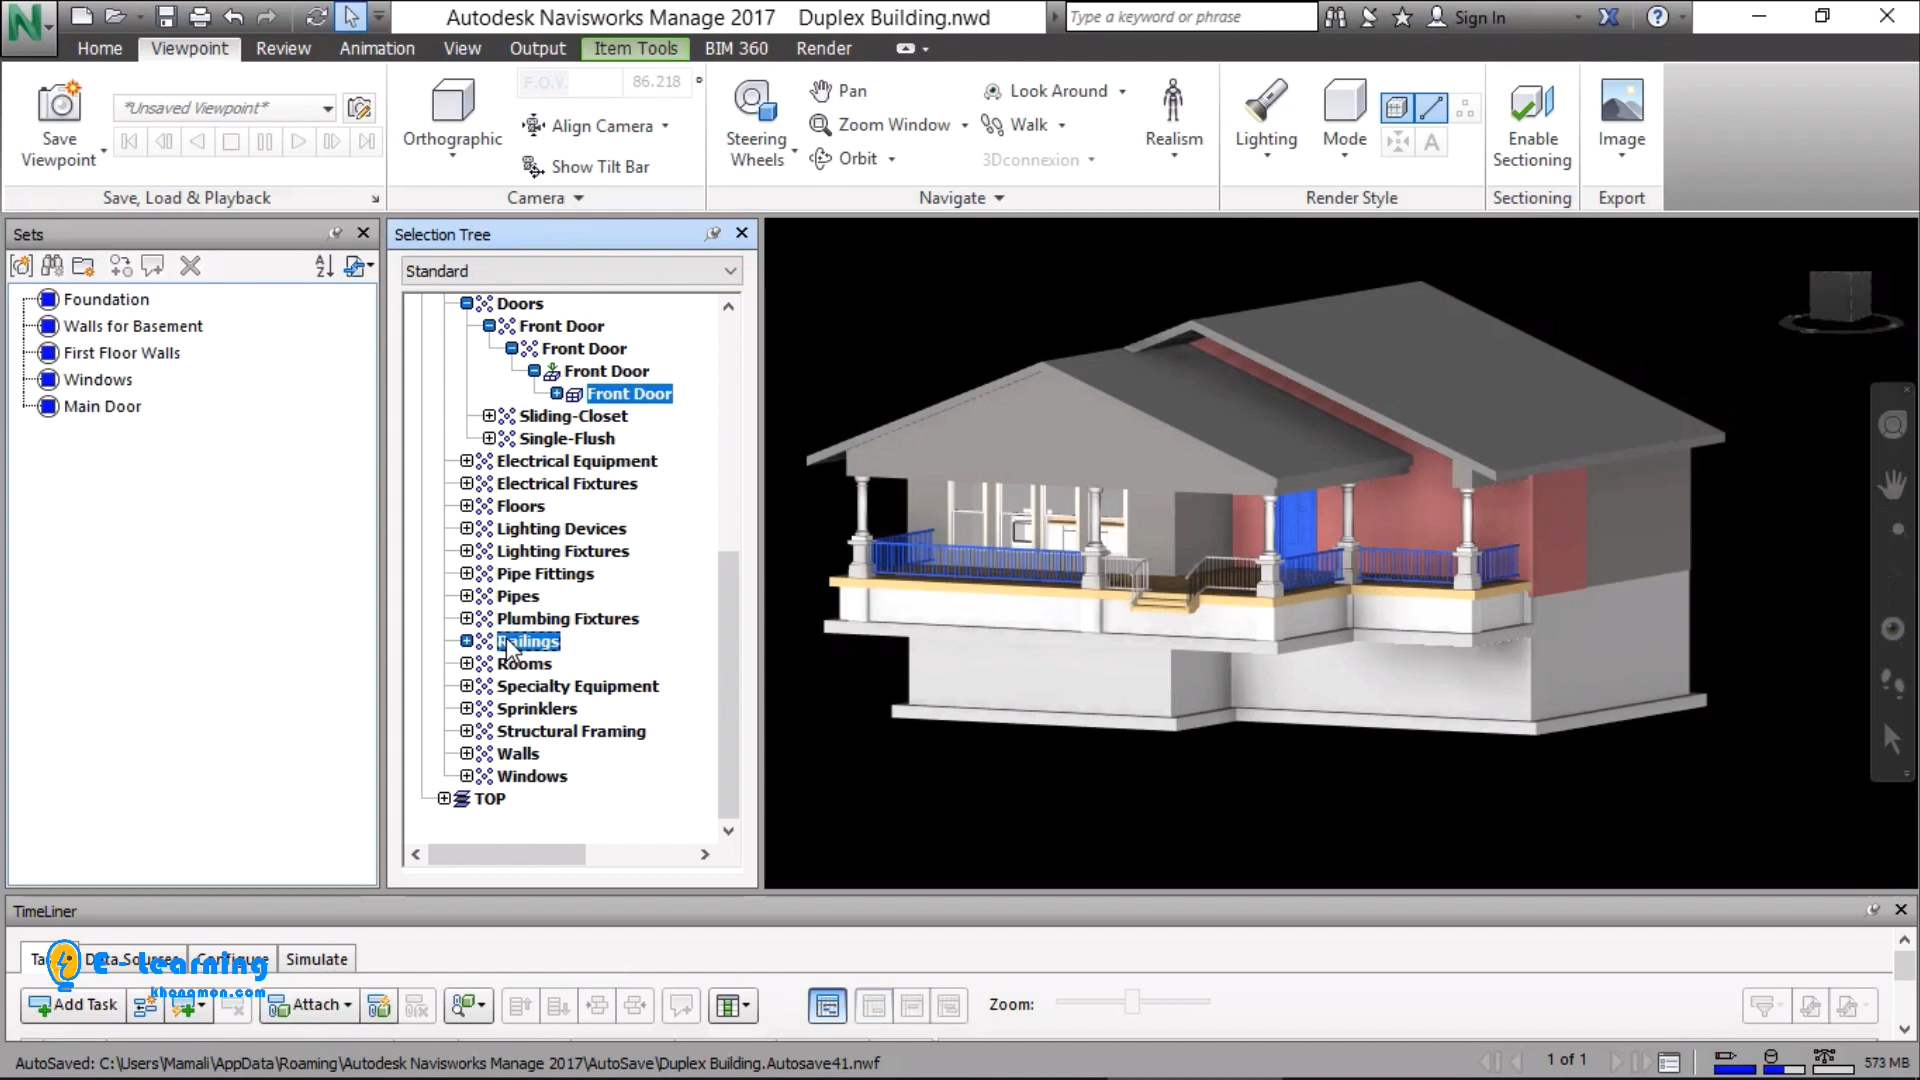 Autodesk Navisworks Manage 2017 Duplex Building.nwd
Type a keyword or phrase
Sign In
Home Viewpoint Review Animation View Output Item Tools BIM 360 Render
Save Viewpoint
*Unsaved Viewpoint*
Save, Load & Playback
Orthographic
F.O.V. 86.218 °
Align Camera
Show Tilt Bar
Camera
Steering Wheels
Pan
Zoom Window
Orbit
Look Around
Walk
3Dconnexion
Realism
Navigate
Lighting
Mode
Render Style
Enable Sectioning
Sectioning
Image
Export
Sets
Foundation
Walls for Basement
First Floor Walls
Windows
Main Door
Selection Tree
Standard
Doors
Front Door
Front Door
Front Door
Front Door
Sliding-Closet
Single-Flush
Electrical Equipment
Electrical Fixtures
Floors
Lighting Devices
Lighting Fixtures
Pipe Fittings
Pipes
Plumbing Fixtures
Railings
Rooms
Specialty Equipment
Sprinklers
Structural Framing
Walls
Windows
TOP
TimeLiner
Data Sources Configure Simulate
E-Learning
khongmon.com
Add Task
Attach
Zoom:
AutoSaved: C:\Users\Mamali\AppData\Roaming\Autodesk Navisworks Manage 2017\AutoSave\Duplex Building.Autosave41.nwf
1 of 1
573 MB